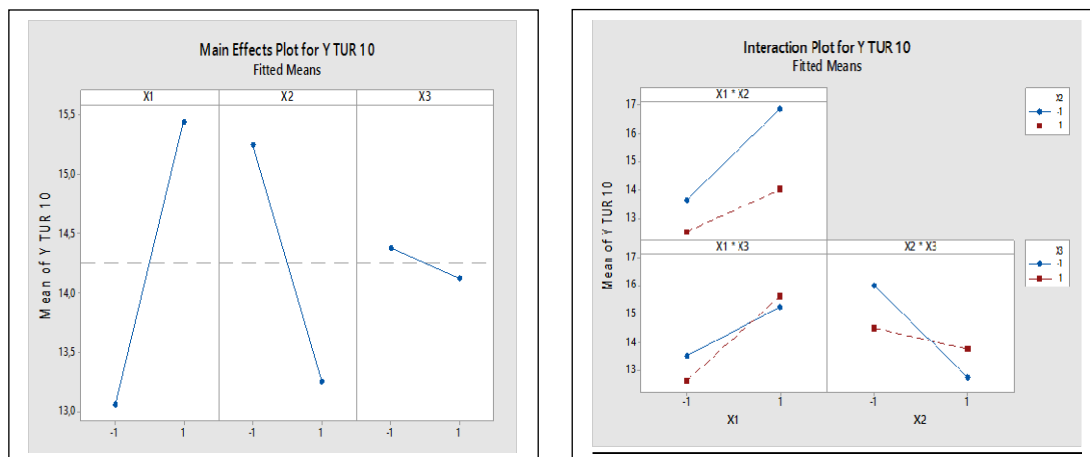 Main Effects Plot for Y TUR 10
Fitted Means
X1 X2 X3
Mean of Y TUR 10
15,5
15,0
14,5
14,0
13,5
13,0
-1 1 -1 1 -1 1
Interaction Plot for Y TUR 10
Fitted Means
X1 * X2
Mean of Y TUR 10
17
16
15
14
13
X2
-1
1
X1 * X3 X2 * X3
17
16
15
14
13
X3
-1
1
-1 1 -1 1
X1 X2